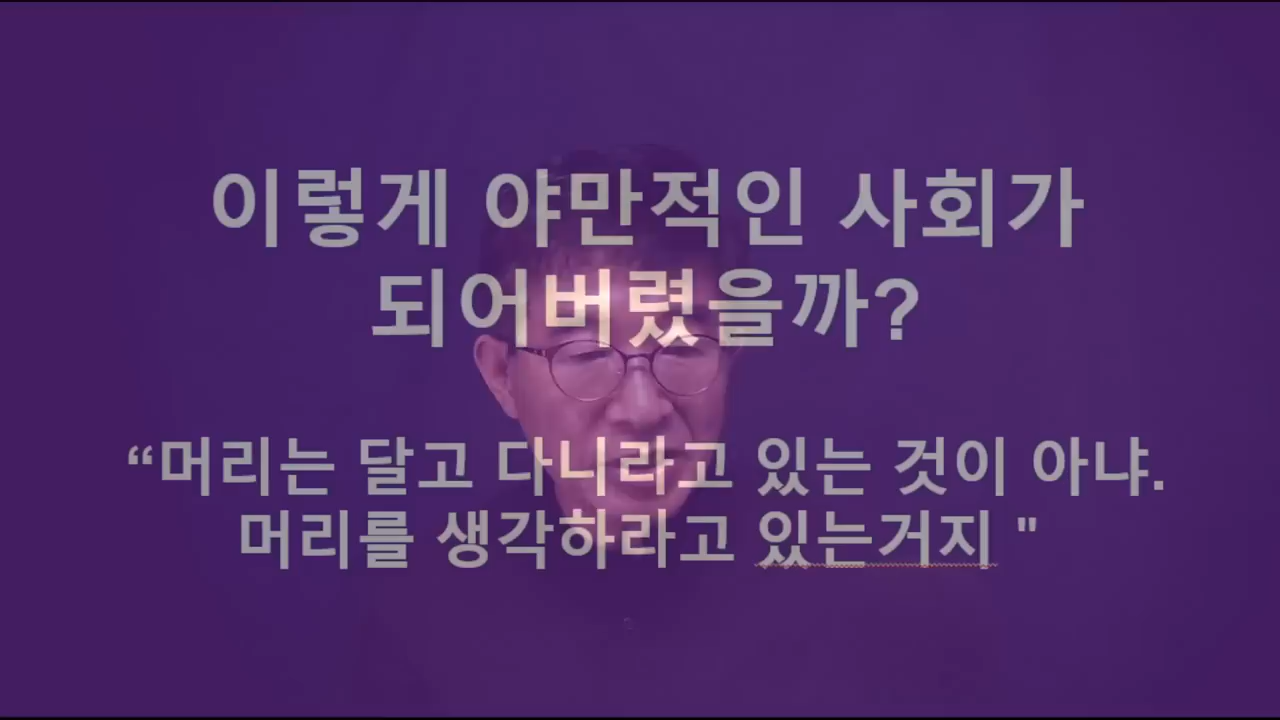 이렇게 야만적인 사회가
되어버렸을까?
“머리는 달고 다니라고 있는 것이 아냐.
머리를 생각하라고 있는거지 "